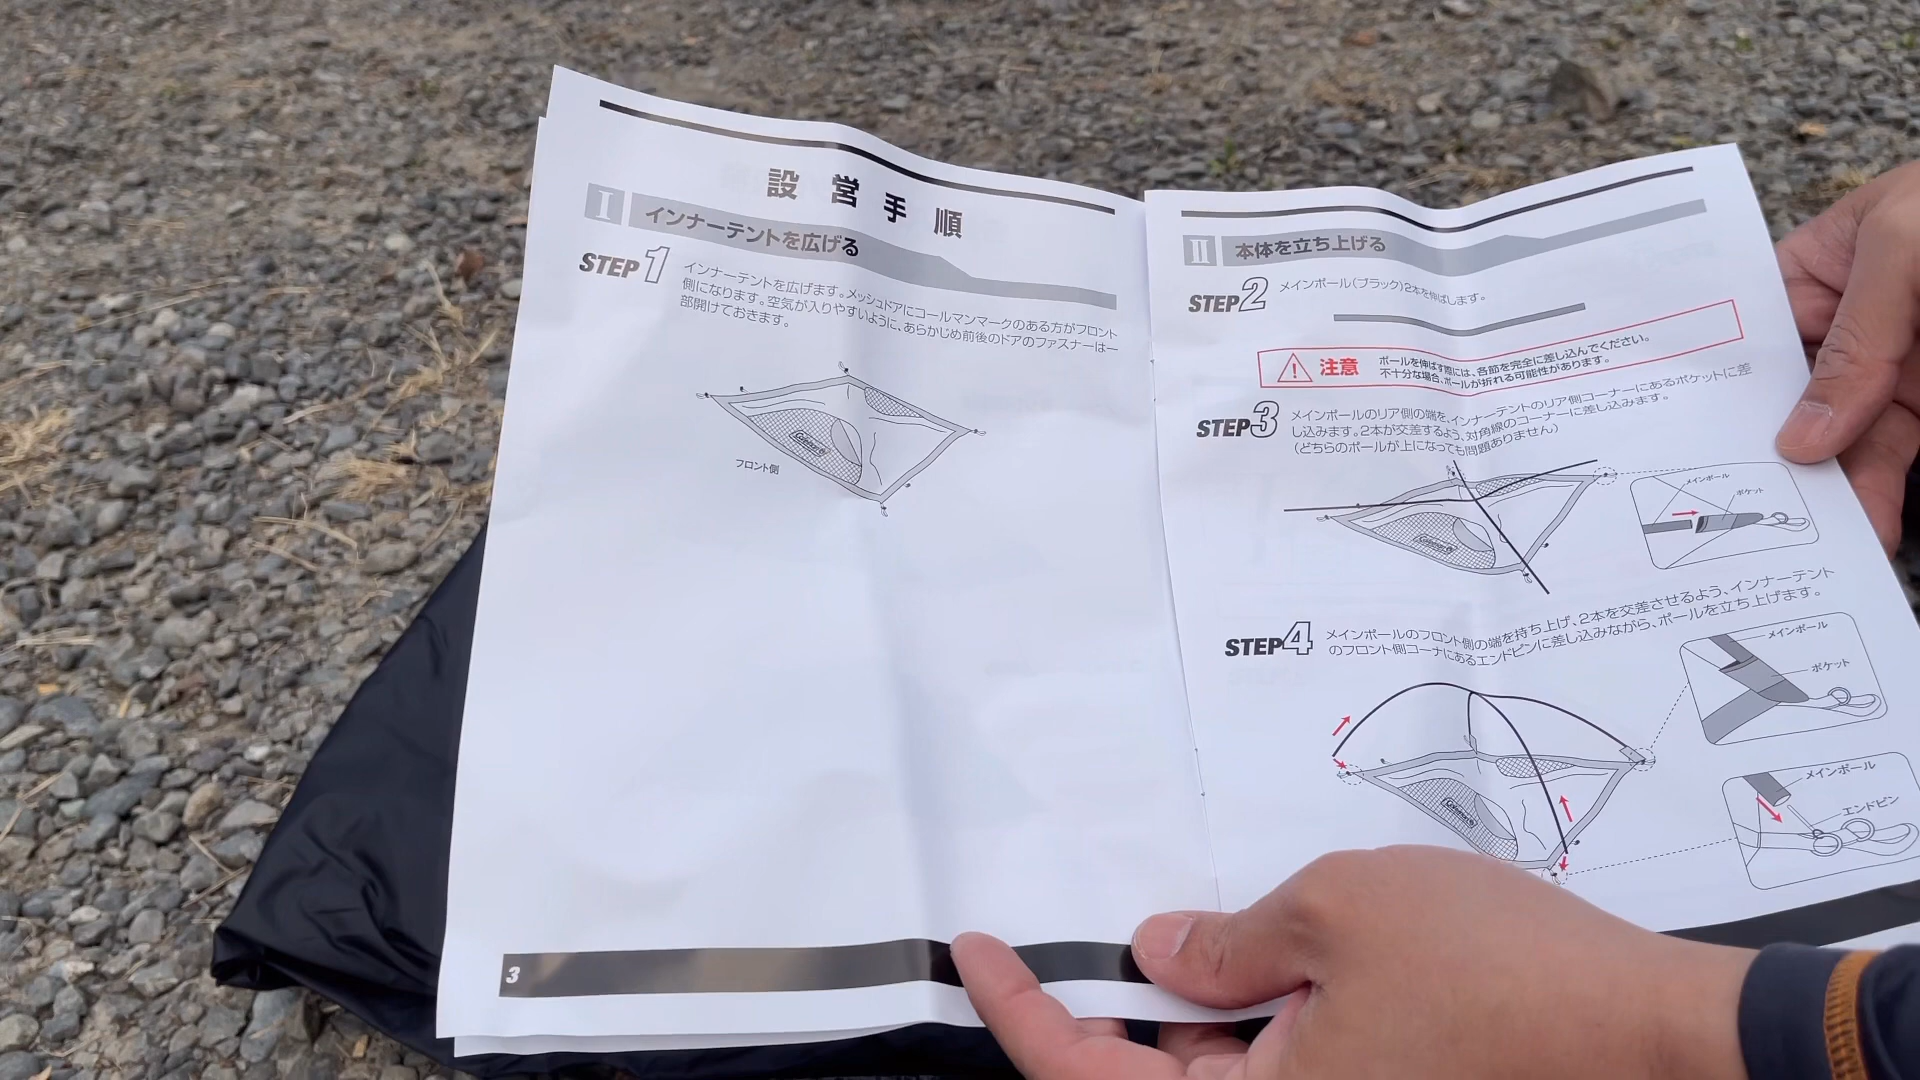 設営手順
I インナーテントを広げる
STEP1
インナーテントを広げます。メッシュドアにコールマンマークのある方がフロント
側になります。空気が入りやすいように、あらかじめ前後のドアのファスナーは一
部開けておきます。
Coleman
フロント側
3
II 本体を立ち上げる
STEP2
メインポール(ブラック)2本を伸ばします。
注意
ポールを伸ばす際には、各節を完全に差し込んでください。
不十分な場合、ポールが折れる可能性があります。
STEP3
メインポールのリア側の端を、インナーテントのリア側コーナーにあるポケットに差
し込みます。2本が交差するよう、対角線のコーナーに差し込みます。
(どちらのポールが上になっても問題ありません)
メインポール
ポケット
Coleman
STEP4
メインポールのフロント側の端を持ち上げ、2本を交差させるよう、インナーテント
のフロント側コーナにあるエンドピンに差し込みながら、ポールを立ち上げます。
メインポール
ポケット
Coleman
メインポール
エンドピン